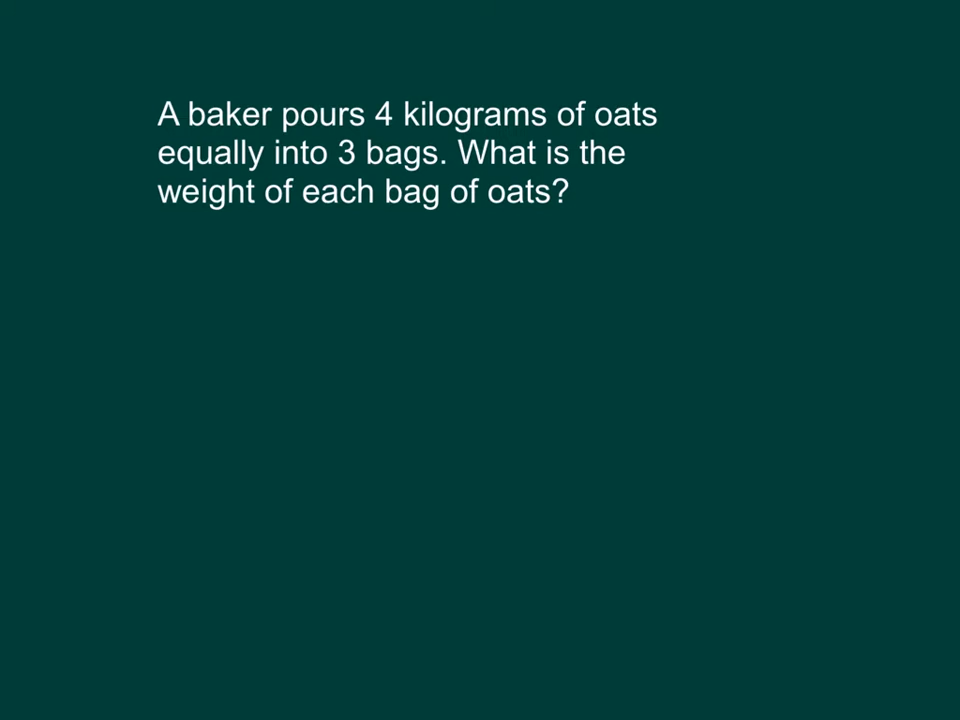 A baker pours 4 kilograms of oats
equally into 3 bags. What is the
weight of each bag of oats?